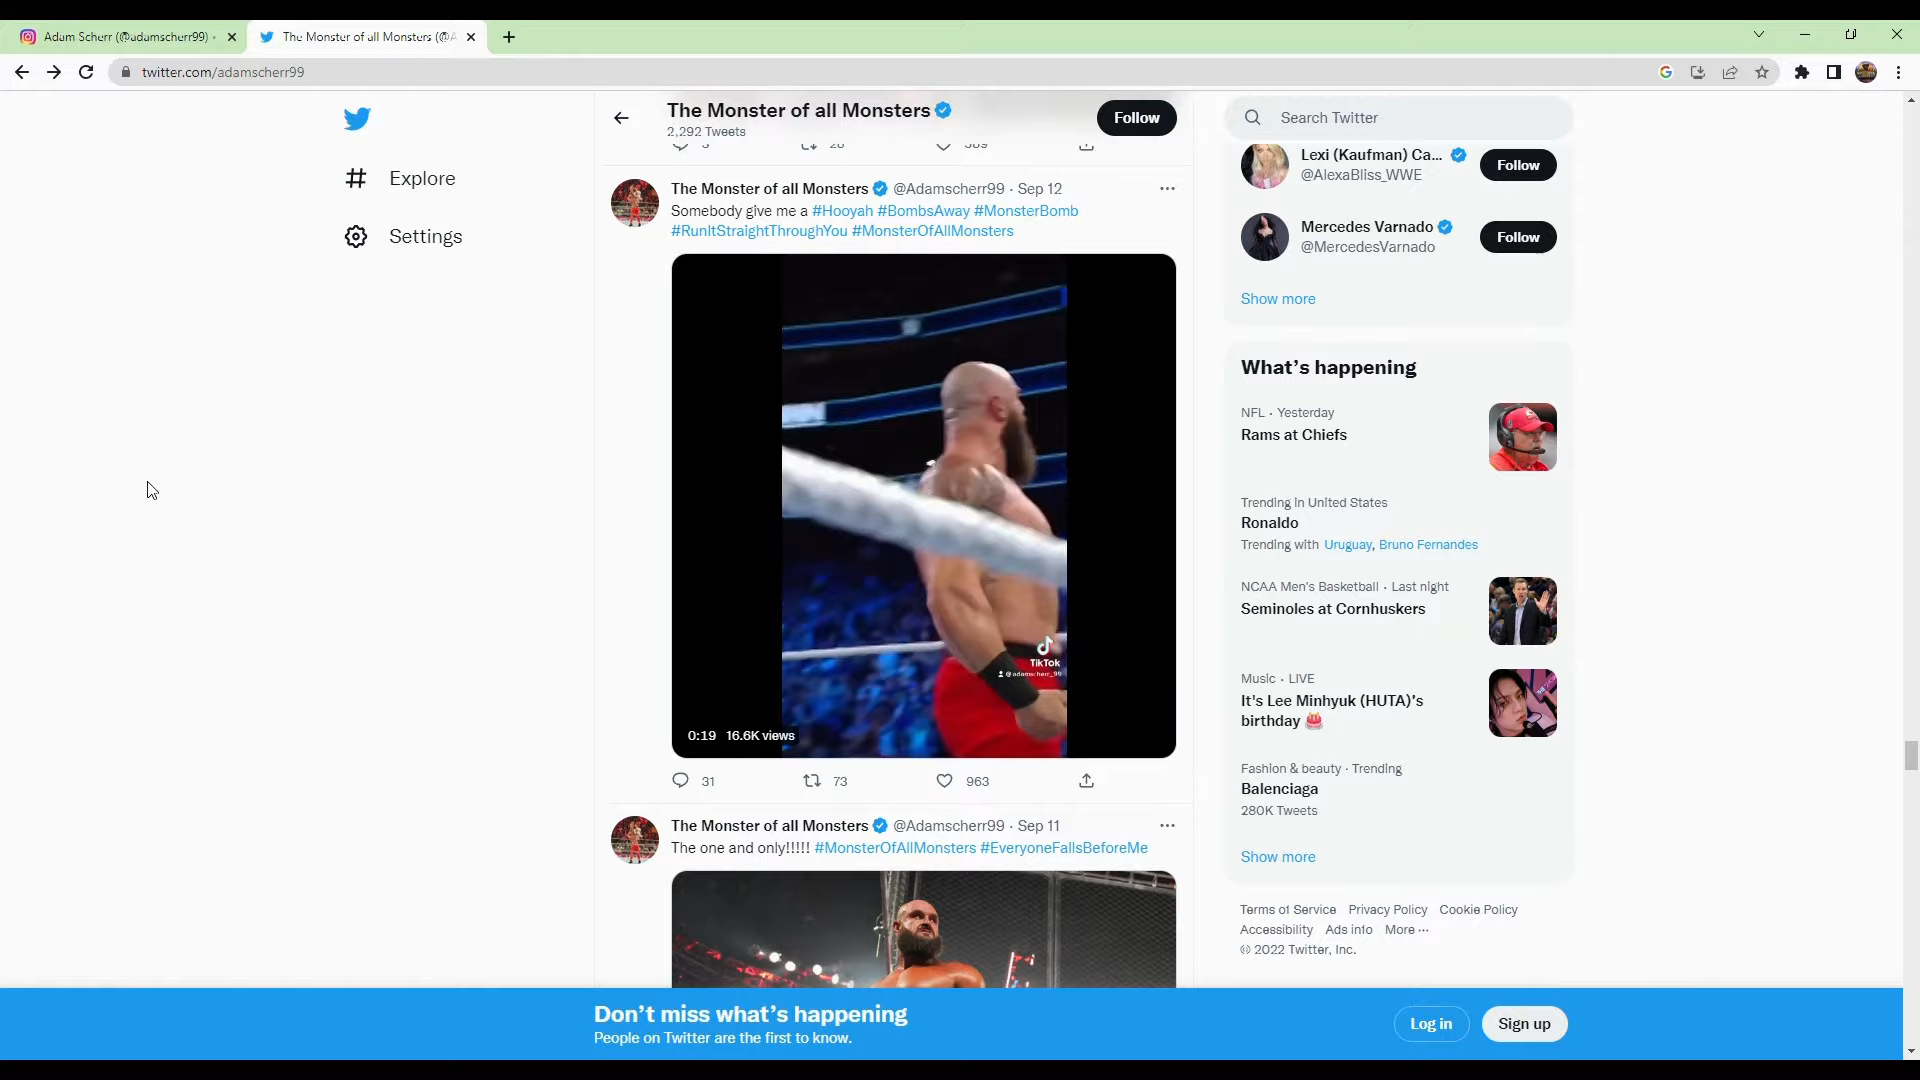 Adam Scherr (@adamscherr99) •
The Monster of all Monsters (@A
twitter.com/adamscherr99
The Monster of all Monsters
2,292 Tweets
Follow
Explore
Settings
The Monster of all Monsters @Adamscherr99 · Sep 12
Somebody give me a #Hooyah #BombsAway #MonsterBomb
#RunItStraightThroughYou #MonsterOfAllMonsters
TikTok
@adamscherr_99
0:19 16.6K views
31 73 963
The Monster of all Monsters @Adamscherr99 · Sep 11
The one and only!!!!! #MonsterOfAllMonsters #EveryoneFallsBeforeMe
Search Twitter
Lexi (Kaufman) Ca...
@AlexaBliss_WWE
Follow
Mercedes Varnado
@MercedesVarnado
Follow
Show more
What's happening
NFL · Yesterday
Rams at Chiefs
Trending in United States
Ronaldo
Trending with Uruguay, Bruno Fernandes
NCAA Men's Basketball · Last night
Seminoles at Cornhuskers
Music · LIVE
It's Lee Minhyuk (HUTA)'s
birthday 🎂
Fashion & beauty · Trending
Balenciaga
280K Tweets
Show more
Terms of Service Privacy Policy Cookie Policy
Accessibility Ads info More ···
© 2022 Twitter, Inc.
Don't miss what's happening
People on Twitter are the first to know.
Log in
Sign up